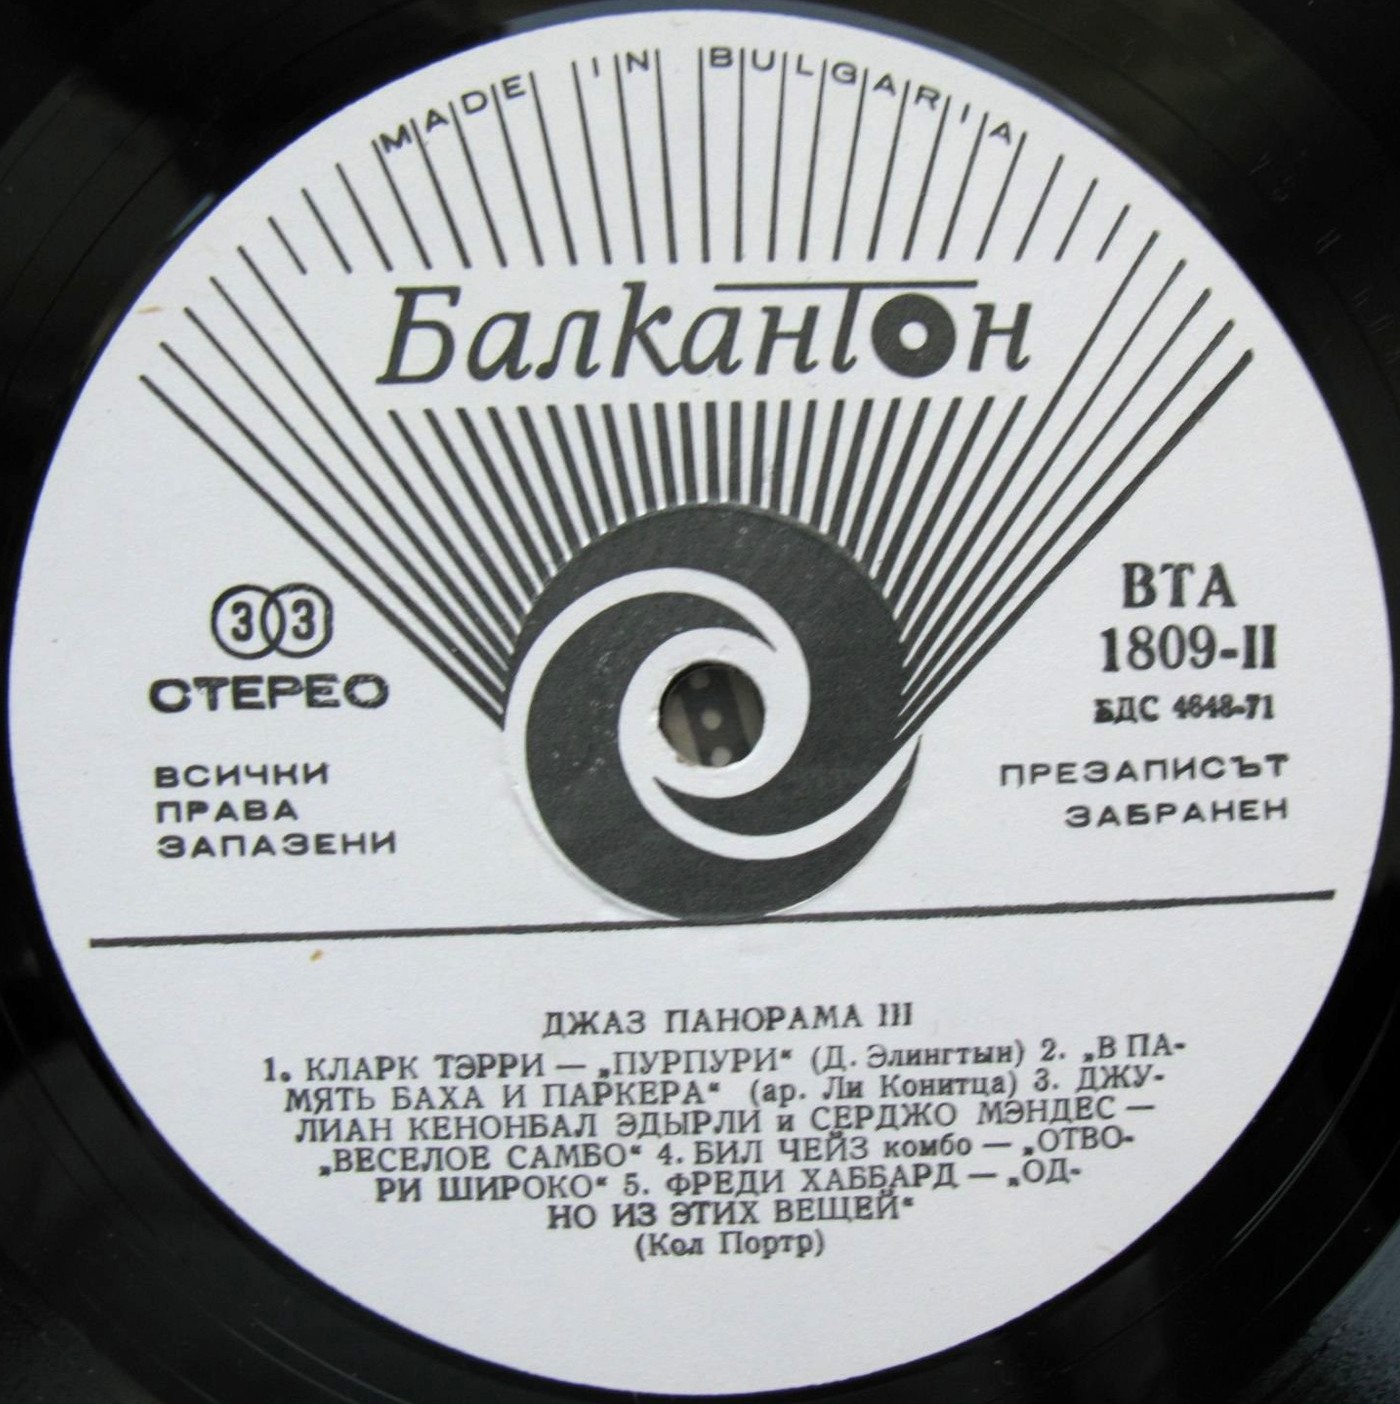 MADE IN BULGARIA
Балкантон
33
СТЕРЕО
ВСИЧКИ
ПРАВА
ЗАПАЗЕНИ
ВТА
1809-II
БДС 4648-71
ПРЕЗАПИСЪТ
ЗАБРАНЕН
ДЖАЗ ПАНОРАМА III
1. КЛАРК ТЭРРИ — „ПУРПУРИ“ (Д. Элингтын) 2. „В ПА-
МЯТЬ БАХА И ПАРКЕРА“ (ар. Ли Конитца) 3. ДЖУ-
ЛИАН КЕНОНБАЛ ЭДЫРЛИ и СЕРДЖО МЭНДЕС —
„ВЕСЕЛОЕ САМБО“ 4. БИЛ ЧЕЙЗ комбо — „ОТВО-
РИ ШИРОКО“ 5. ФРЕДИ ХАББАРД — „ОД-
НО ИЗ ЭТИХ ВЕЩЕЙ“
(Кол Портр)